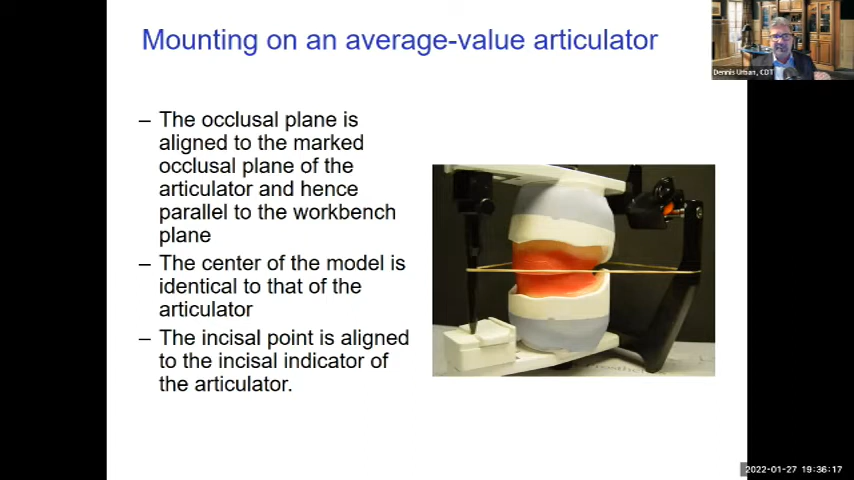 Mounting on an average-value articulator
Dennis Urban, CDT
– The occlusal plane is
aligned to the marked
occlusal plane of the
articulator and hence
parallel to the workbench
plane
– The center of the model is
identical to that of the
articulator
– The incisal point is aligned
to the incisal indicator of
the articulator.
2022-01-27 19:36:17